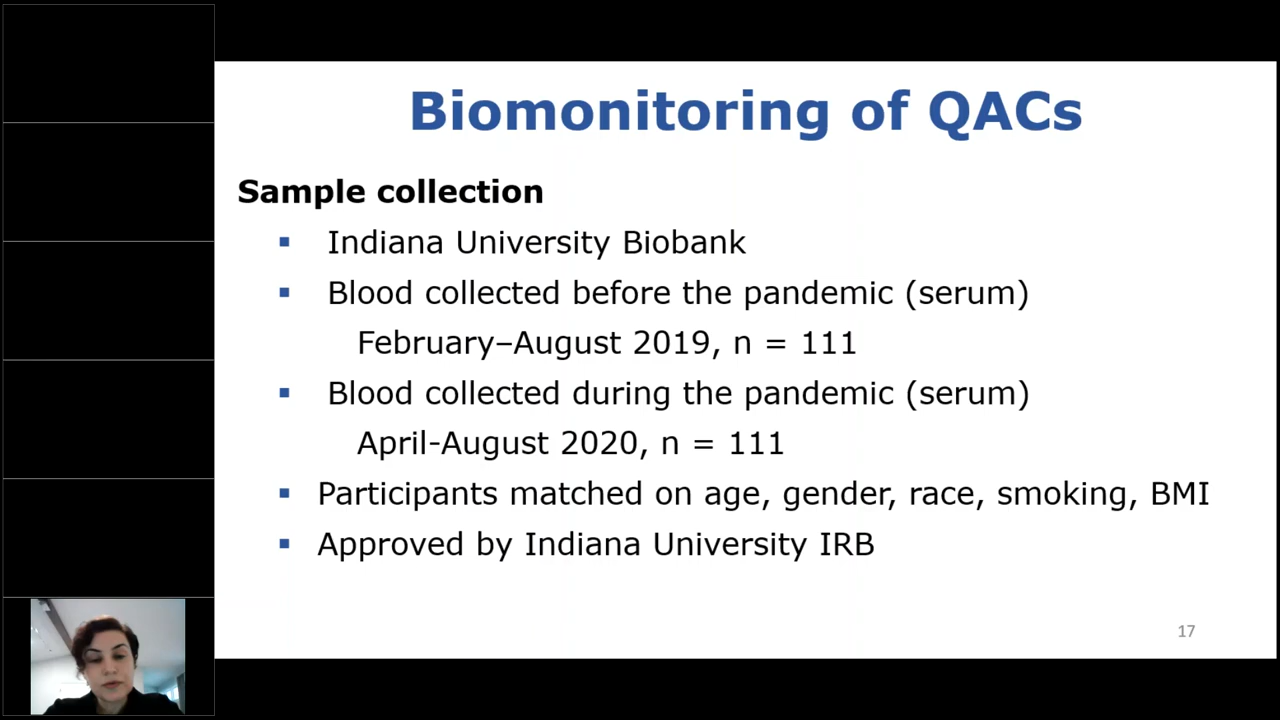 Biomonitoring of QACs
Sample collection
▪ Indiana University Biobank
▪ Blood collected before the pandemic (serum)
February–August 2019, n = 111
▪ Blood collected during the pandemic (serum)
April-August 2020, n = 111
▪ Participants matched on age, gender, race, smoking, BMI
▪ Approved by Indiana University IRB
17